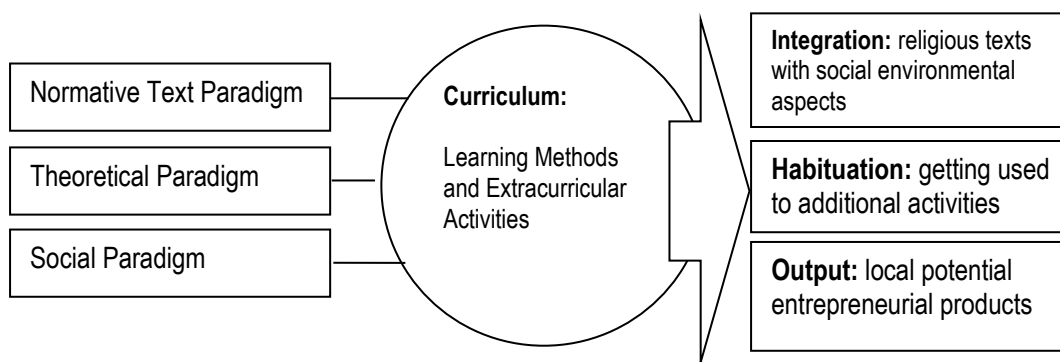 Normative Text Paradigm
Theoretical Paradigm
Social Paradigm
Curriculum:
Learning Methods
and Extracurricular
Activities
Integration: religious texts
with social environmental
aspects
Habituation: getting used
to additional activities
Output: local potential
entrepreneurial products